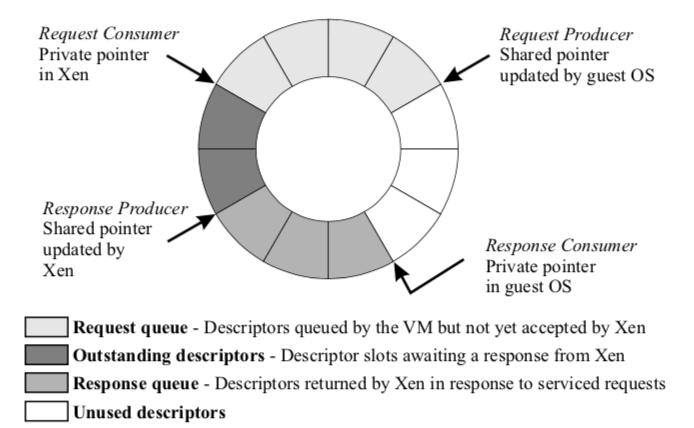 Request Consumer
Private pointer
in Xen
Request Producer
Shared pointer
updated by guest OS
Response Producer
Shared pointer
updated by
Xen
Response Consumer
Private pointer
in guest OS
Request queue - Descriptors queued by the VM but not yet accepted by Xen
Outstanding descriptors - Descriptor slots awaiting a response from Xen
Response queue - Descriptors returned by Xen in response to serviced requests
Unused descriptors